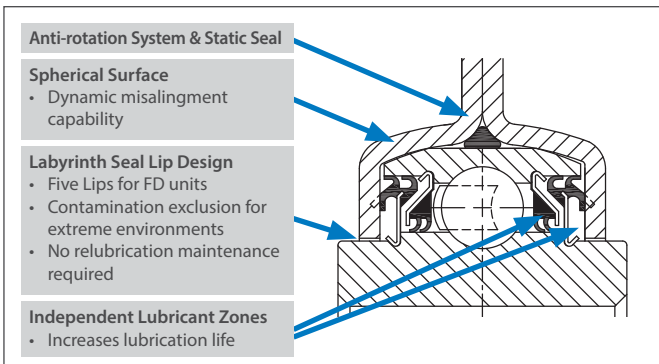 Anti-rotation System & Static Seal
Spherical Surface
• Dynamic misalingment
capability
Labyrinth Seal Lip Design
• Five Lips for FD units
• Contamination exclusion for
extreme environments
• No relubrication maintenance
required
Independent Lubricant Zones
• Increases lubrication life